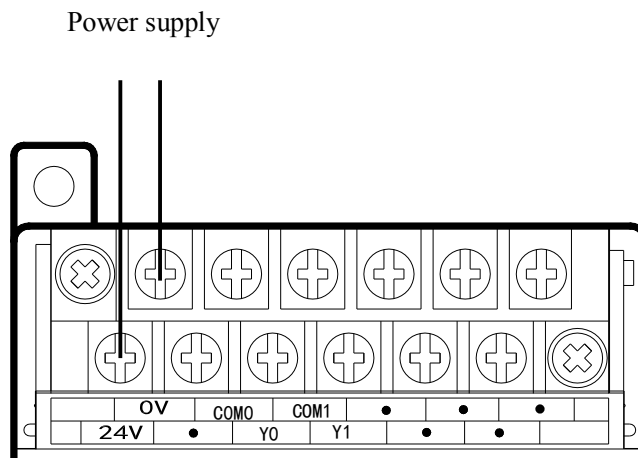 Power supply
0V COM0 COM1 • • •
24V • Y0 Y1 • •